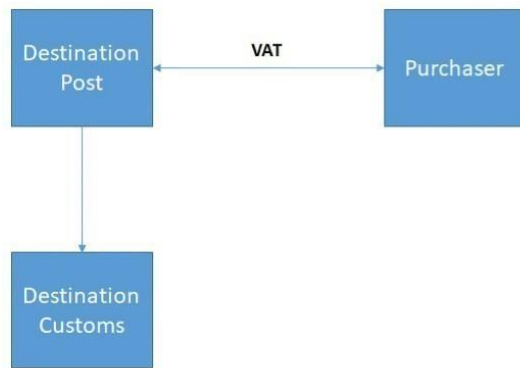 Destination
Post
VAT
Purchaser
Destination
Customs